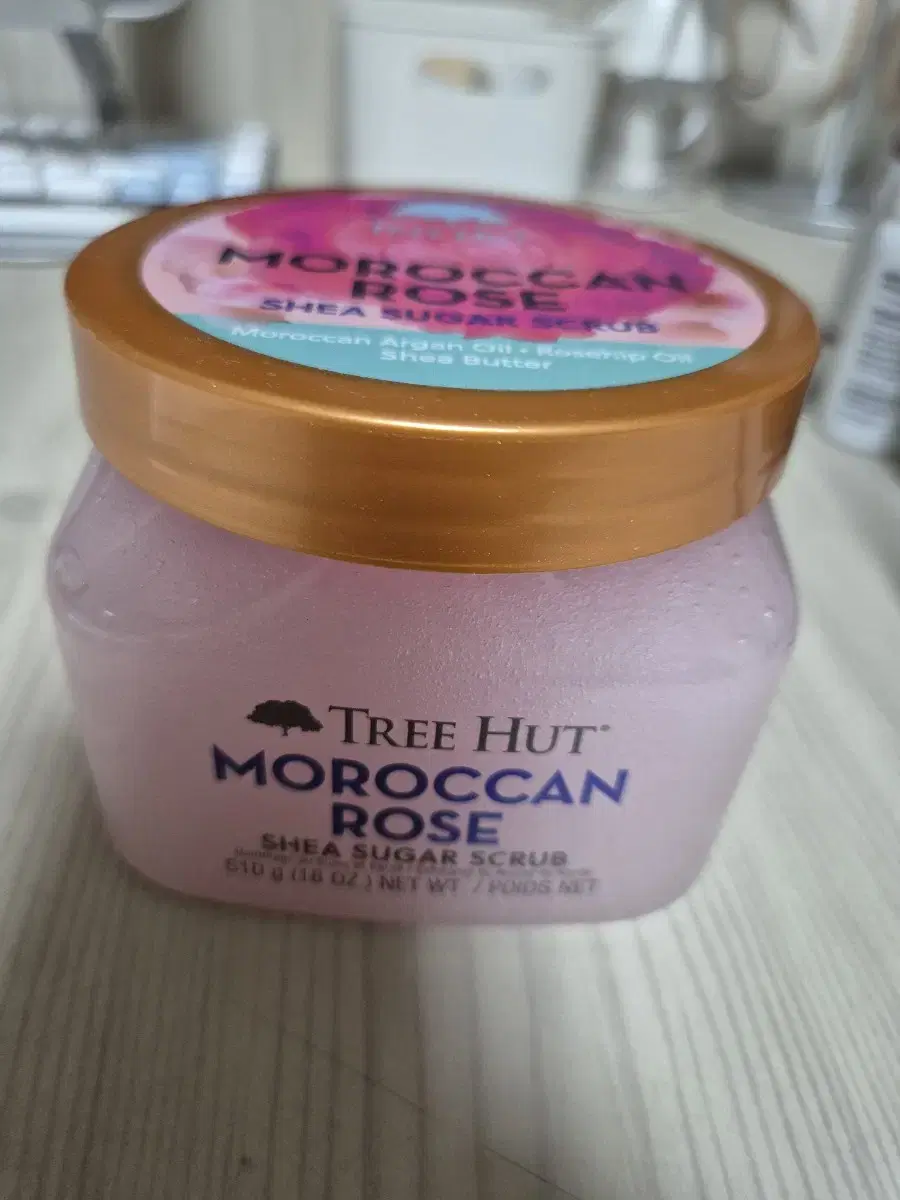 MOROCCAN
ROSE
SHEA SUGAR SCRUB
Moroccan Argan Oil • Rosehip Oil
Shea Butter
TREE HUT
MOROCCAN
ROSE
SHEA SUGAR SCRUB
510 g (18 OZ.) NET WT / POIDS NET